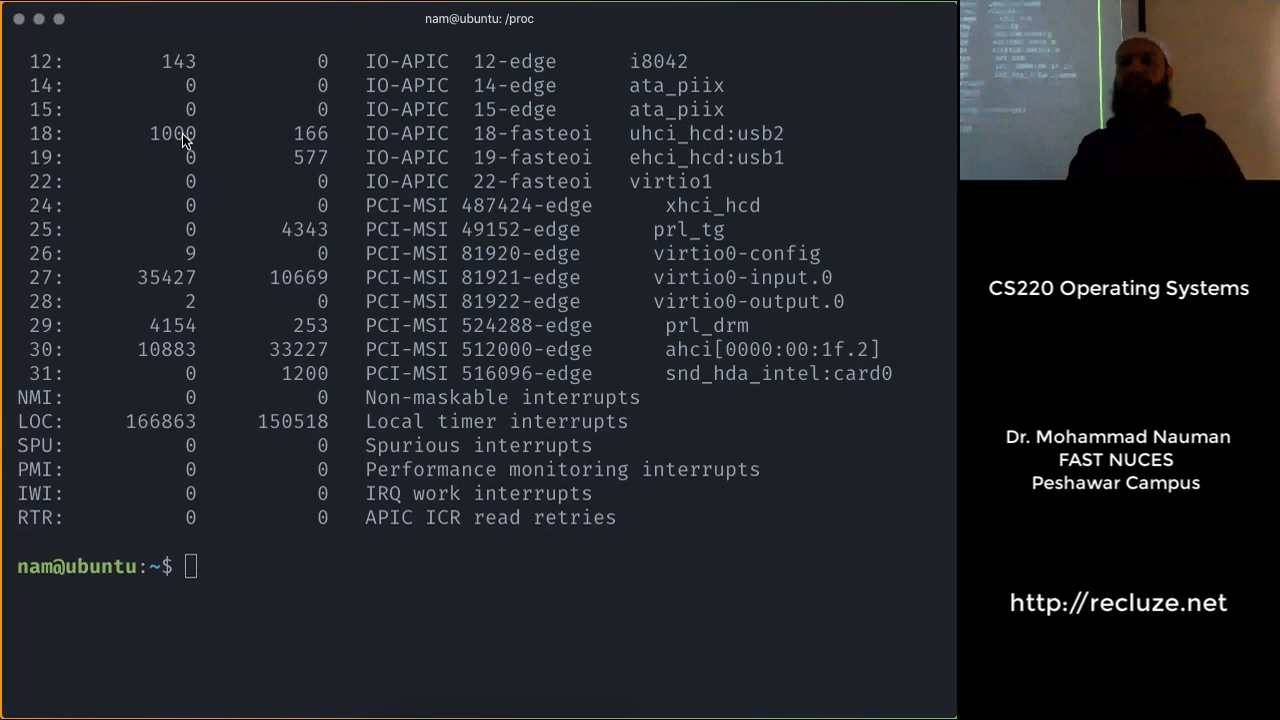 nam@ubuntu: /proc
12: 143 0 IO-APIC 12-edge i8042
14: 0 0 IO-APIC 14-edge ata_piix
15: 0 0 IO-APIC 15-edge ata_piix
18: 1000 166 IO-APIC 18-fasteoi uhci_hcd:usb2
19: 0 577 IO-APIC 19-fasteoi ehci_hcd:usb1
22: 0 0 IO-APIC 22-fasteoi virtio1
24: 0 0 PCI-MSI 487424-edge xhci_hcd
25: 0 4343 PCI-MSI 49152-edge prl_tg
26: 9 0 PCI-MSI 81920-edge virtio0-config
27: 35427 10669 PCI-MSI 81921-edge virtio0-input.0
28: 2 0 PCI-MSI 81922-edge virtio0-output.0
29: 4154 253 PCI-MSI 524288-edge prl_drm
30: 10883 33227 PCI-MSI 512000-edge ahci[0000:00:1f.2]
31: 0 1200 PCI-MSI 516096-edge snd_hda_intel:card0
NMI: 0 0 Non-maskable interrupts
LOC: 166863 150518 Local timer interrupts
SPU: 0 0 Spurious interrupts
PMI: 0 0 Performance monitoring interrupts
IWI: 0 0 IRQ work interrupts
RTR: 0 0 APIC ICR read retries
nam@ubuntu:~$
CS220 Operating Systems
Dr. Mohammad Nauman
FAST NUCES
Peshawar Campus
http://recluze.net